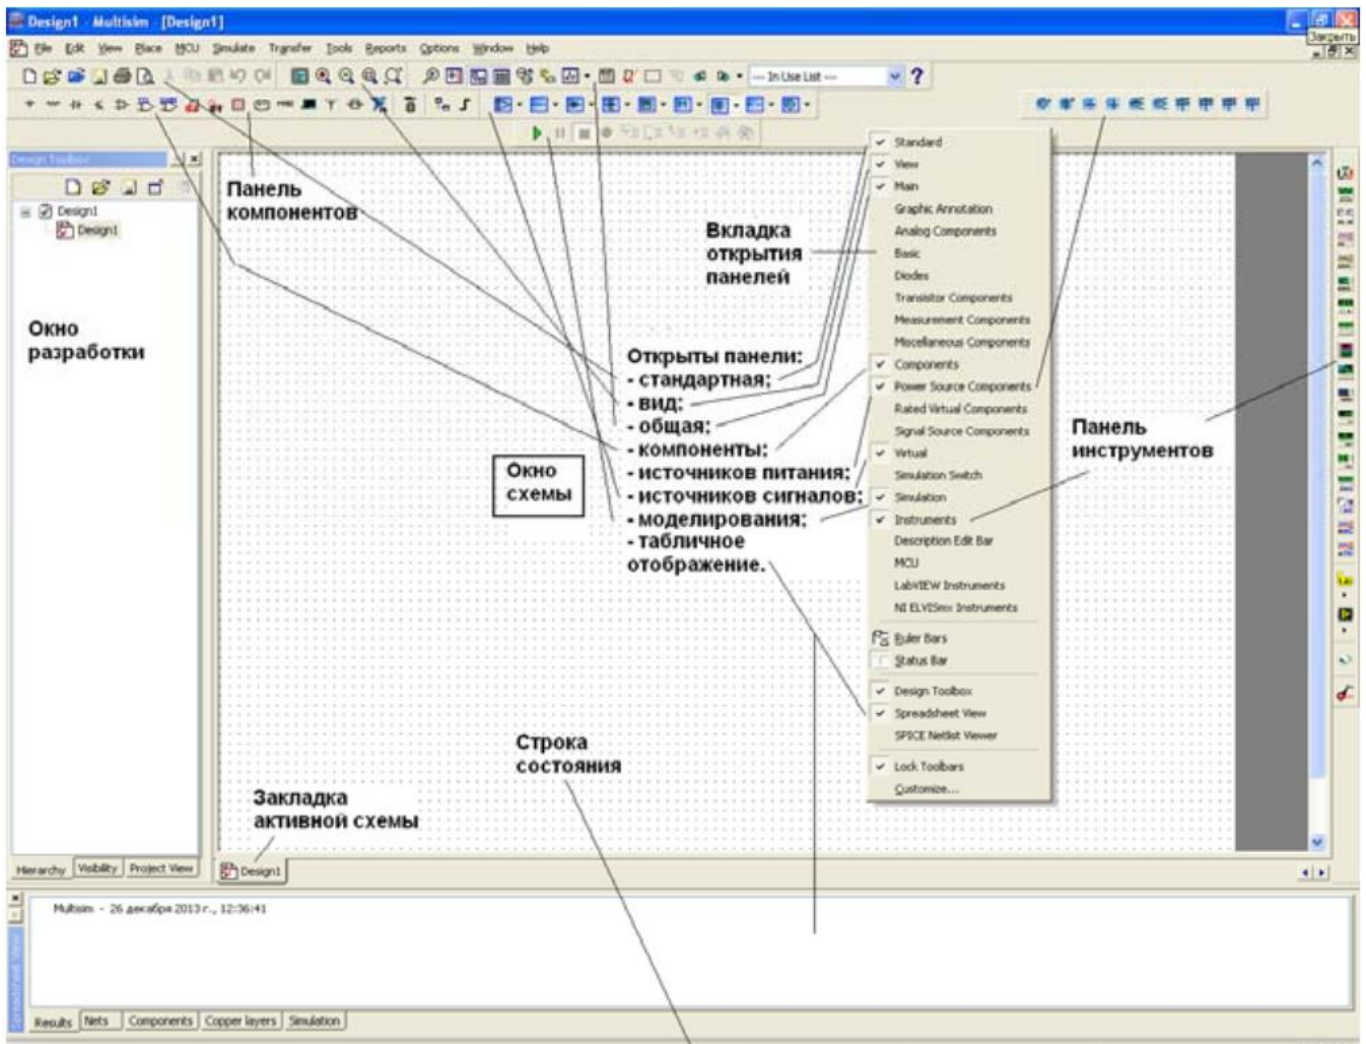 Design1 - Multisim - [Design1]
Закрыть
File Edit View Place MCU Simulate Transfer Tools Reports Options Window Help
--- In Use List ---
Design Toolbox
Design1
Design1
Панель
компонентов
Окно
разработки
Вкладка
открытия
панелей
Standard
View
Main
Graphic Annotation
Analog Components
Basic
Diodes
Transistor Components
Measurement Components
Miscellaneous Components
Components
Power Source Components
Rated Virtual Components
Signal Source Components
Virtual
Simulation Switch
Simulation
Instruments
Description Edit Bar
MCU
LabVIEW Instruments
NI ELVISmx Instruments
Ruler Bars
Status Bar
Design Toolbox
Spreadsheet View
SPICE Netlist Viewer
Lock Toolbars
Customize...
Открыты панели:
- стандартная;
- вид;
- общая;
- компоненты;
- источников питания;
- источников сигналов;
- моделирования;
- табличное
отображение.
Окно
схемы
Панель
инструментов
Строка
состояния
Закладка
активной схемы
Hierarchy Visibility Project View
Design1
Multisim - 26 декабря 2013 г., 12:36:41
Spreadsheet View
Results Nets Components Copper layers Simulation